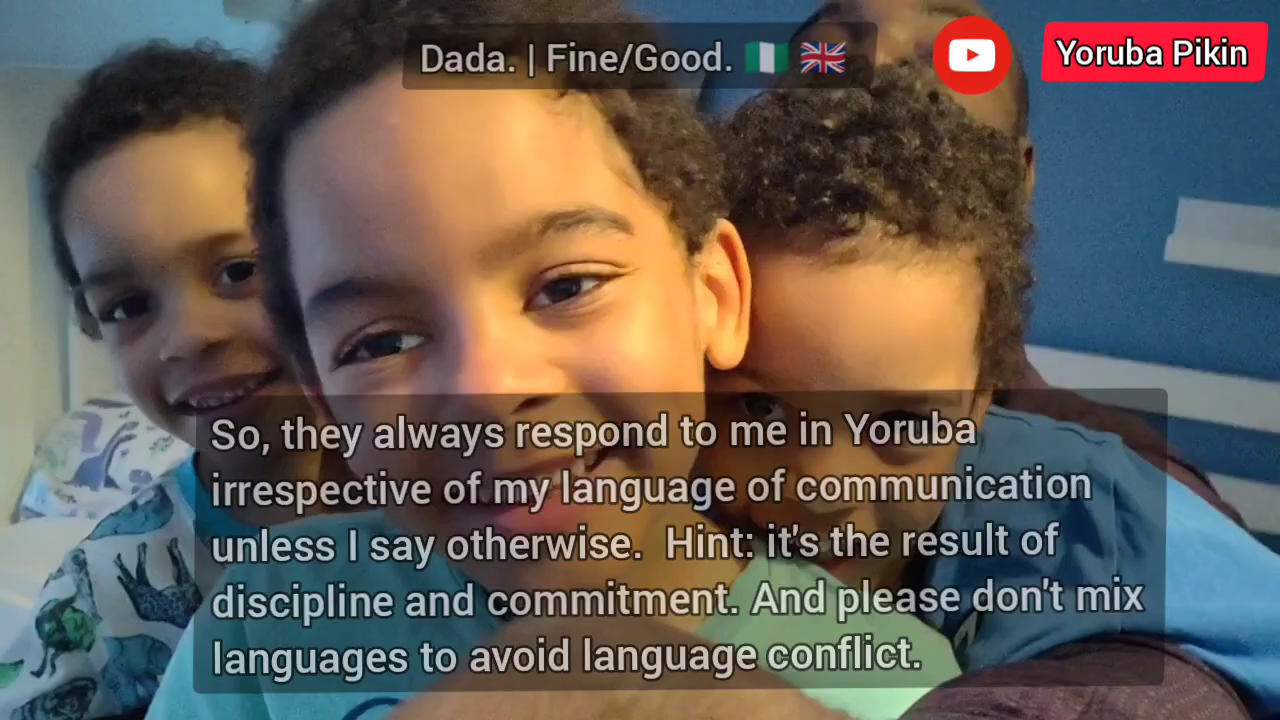 Dada. | Fine/Good. 🇳🇬 🇬🇧
Yoruba Pikin
So, they always respond to me in Yoruba
irrespective of my language of communication
unless I say otherwise.  Hint: it's the result of
discipline and commitment. And please don't mix
languages to avoid language conflict.